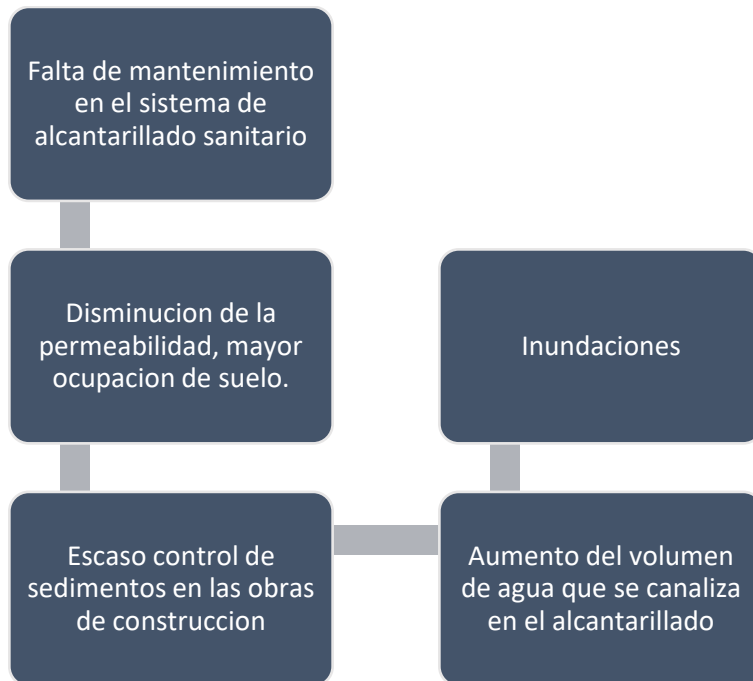 Falta de mantenimiento
en el sistema de
alcantarillado sanitario
Disminucion de la
permeabilidad, mayor
ocupacion de suelo.
Escaso control de
sedimentos en las obras
de construccion
Aumento del volumen
de agua que se canaliza
en el alcantarillado
Inundaciones